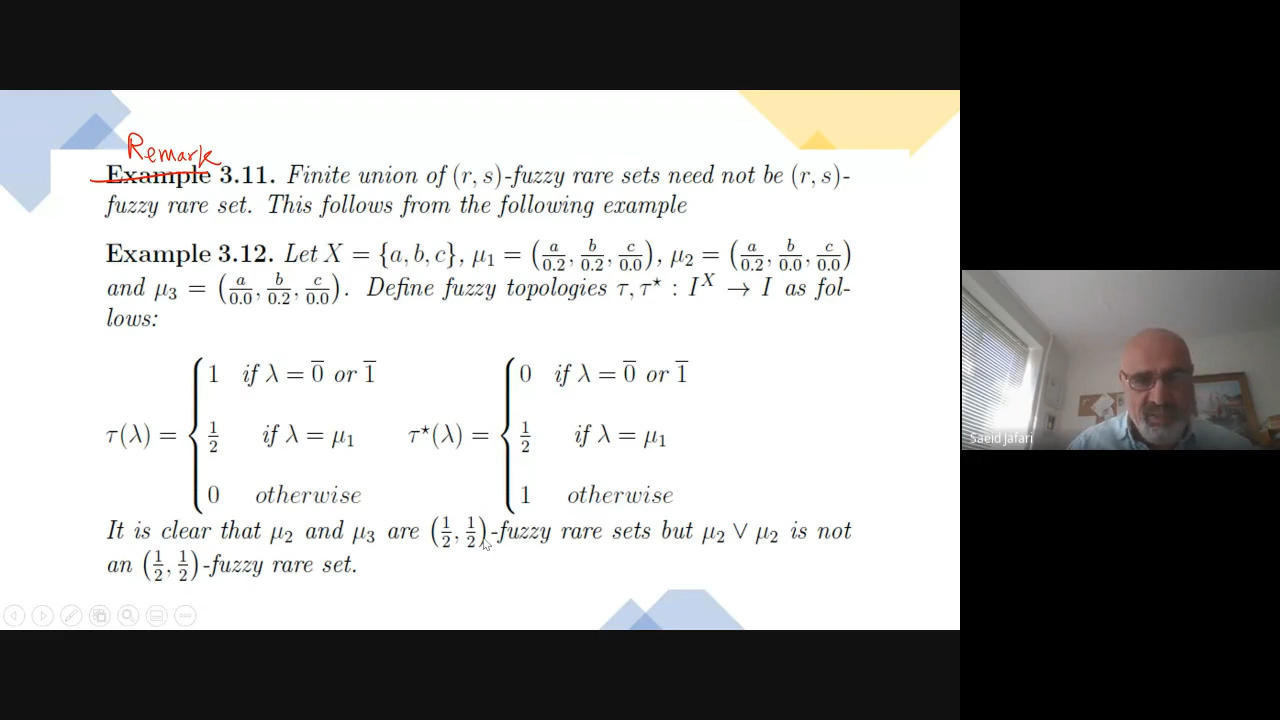 Remark
Example 3.11. Finite union of (r, s)-fuzzy rare sets need not be (r, s)-
fuzzy rare set. This follows from the following example
Example 3.12. Let X = {a, b, c}, μ₁ = (a/0.2, b/0.2, c/0.0), μ₂ = (a/0.2, b/0.0, c/0.0)
and μ₃ = (a/0.0, b/0.2, c/0.0). Define fuzzy topologies τ, τ⋆ : I^X → I as fol-
lows:
τ(λ) = { 1 if λ = 0̅ or 1̅ τ⋆(λ) = { 0 if λ = 0̅ or 1̅
1/2 if λ = μ₁ 1/2 if λ = μ₁
0 otherwise 1 otherwise
It is clear that μ₂ and μ₃ are (1/2, 1/2)-fuzzy rare sets but μ₂ ∨ μ₂ is not
an (1/2, 1/2)-fuzzy rare set.
Saeid Jafari